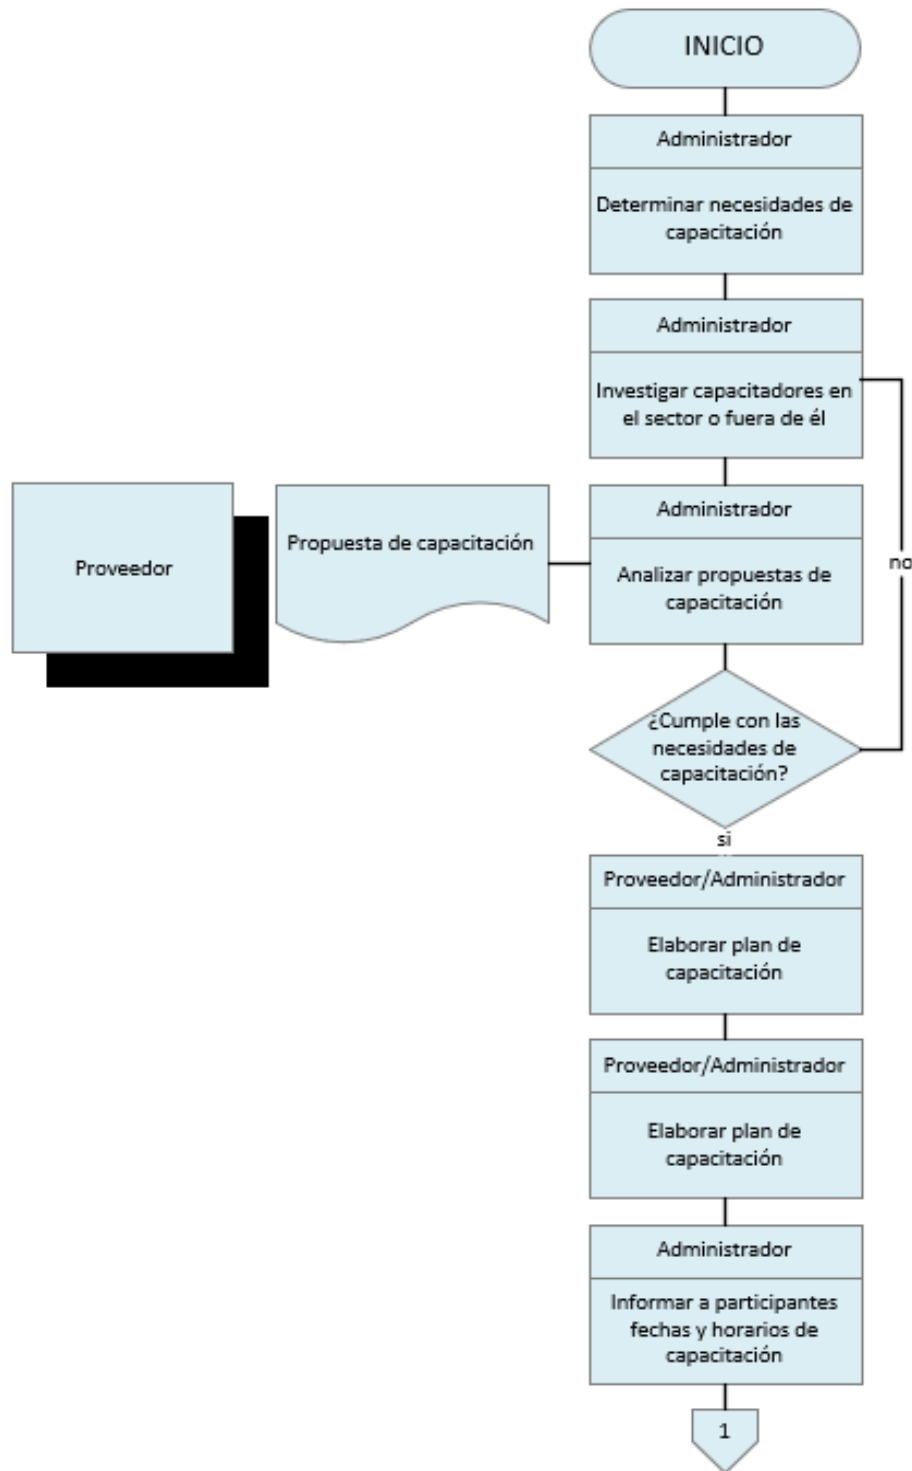 INICIO
Administrador
Determinar necesidades de
capacitación
Administrador
Investigar capacitadores en
el sector o fuera de él
Proveedor
Propuesta de capacitación
Administrador
Analizar propuestas de
capacitación
no
¿Cumple con las
necesidades de
capacitación?
si
Proveedor/Administrador
Elaborar plan de
capacitación
Proveedor/Administrador
Elaborar plan de
capacitación
Administrador
Informar a participantes
fechas y horarios de
capacitación
1